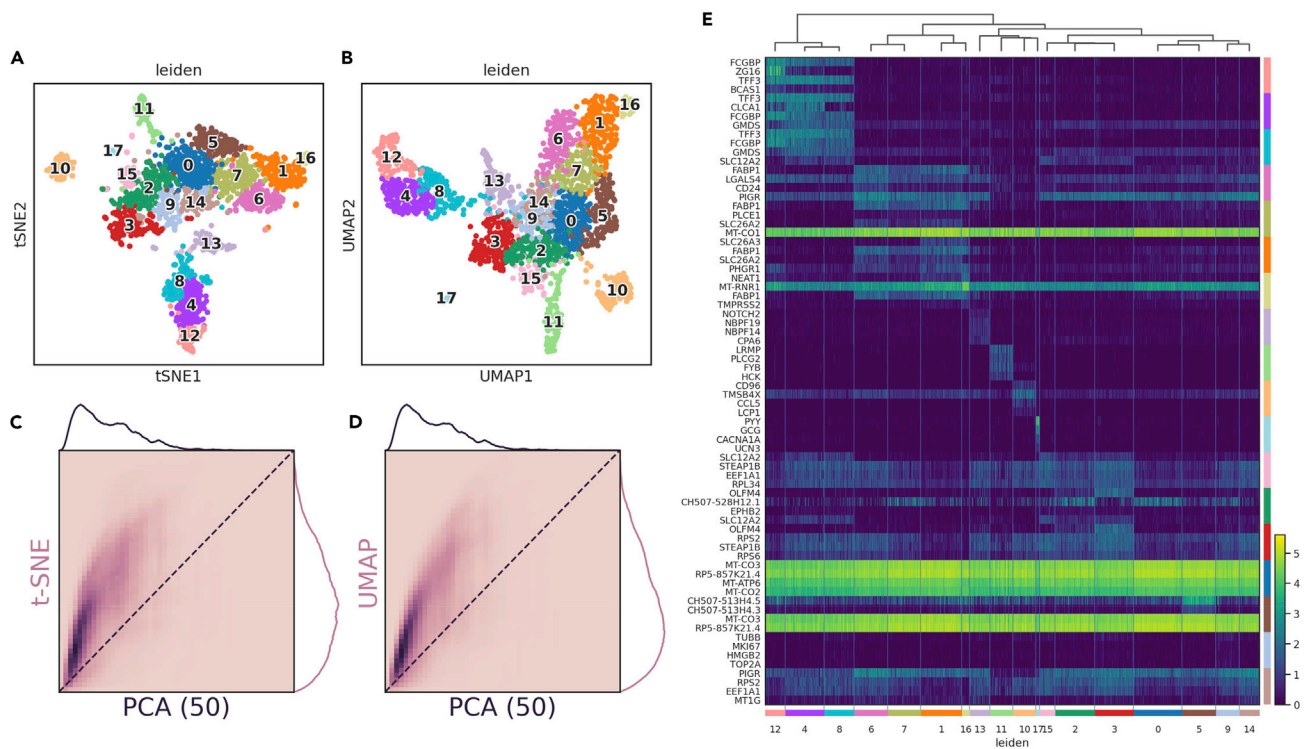 A
leiden
11
5
16
17
10
0
1
15
7
2
6
9
14
3
13
8
4
12
tSNE2
tSNE1
B
leiden
16
1
6
12
7
13
8
4
14
9
0
5
3
2
15
10
17
11
UMAP2
UMAP1
C
t-SNE
PCA (50)
D
UMAP
PCA (50)
E
FCGBP
ZG16
TFF3
BCAS1
TFF3
CLCA1
FCGBP
GMDS
TFF3
FCGBP
GMDS
SLC12A2
FABP1
LGALS4
CD24
PIGR
FABP1
PLCE1
SLC26A2
MT-CO1
SLC26A3
FABP1
SLC26A2
PHGR1
NEAT1
MT-RNR1
FABP1
TMPRSS2
NOTCH2
NBPF19
NBPF14
CPA6
LRMP
PLCG2
FYB
HCK
CD96
TMSB4X
CCL5
LCP1
PYY
GCG
CACNA1A
UCN3
SLC12A2
STEAP1B
EEF1A1
RPL34
OLFM4
CH507-528H12.1
EPHB2
SLC12A2
OLFM4
RPS2
STEAP1B
RPS6
MT-CO3
RP5-857K21.4
MT-ATP6
MT-CO2
CH507-513H4.5
CH507-513H4.3
MT-CO3
RP5-857K21.4
TUBB
MKI67
HMGB2
TOP2A
PIGR
RPS2
EEF1A1
MT1G
12 4 8 6 7 1 16 13 11 10 17 15 2 3 0 5 9 14
leiden
5
4
3
2
1
0